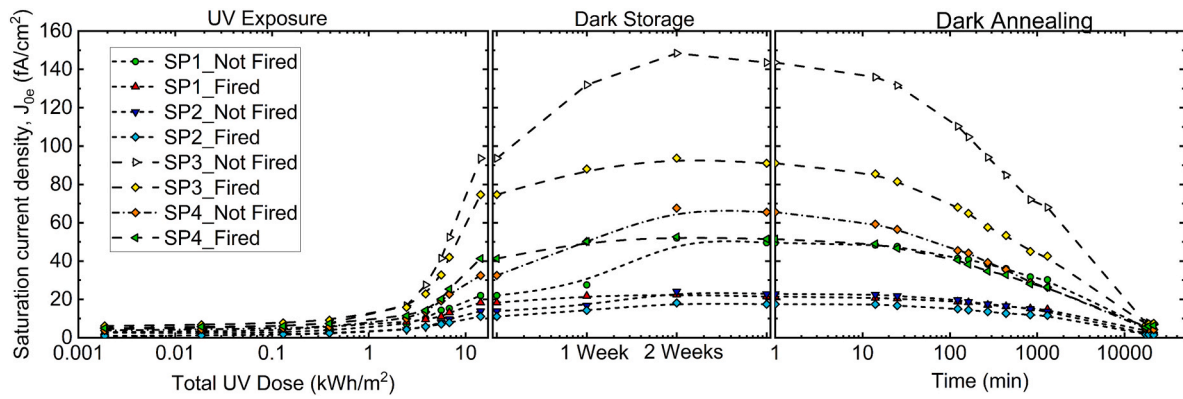 UV Exposure
Dark Storage
Dark Annealing
Saturation current density, J0e (fA/cm²)
160
140
120
100
80
60
40
20
0
SP1_Not Fired
SP1_Fired
SP2_Not Fired
SP2_Fired
SP3_Not Fired
SP3_Fired
SP4_Not Fired
SP4_Fired
0.001 0.01 0.1 1 10
1 Week 2 Weeks
1 10 100 1000 10000
Total UV Dose (kWh/m²)
Time (min)